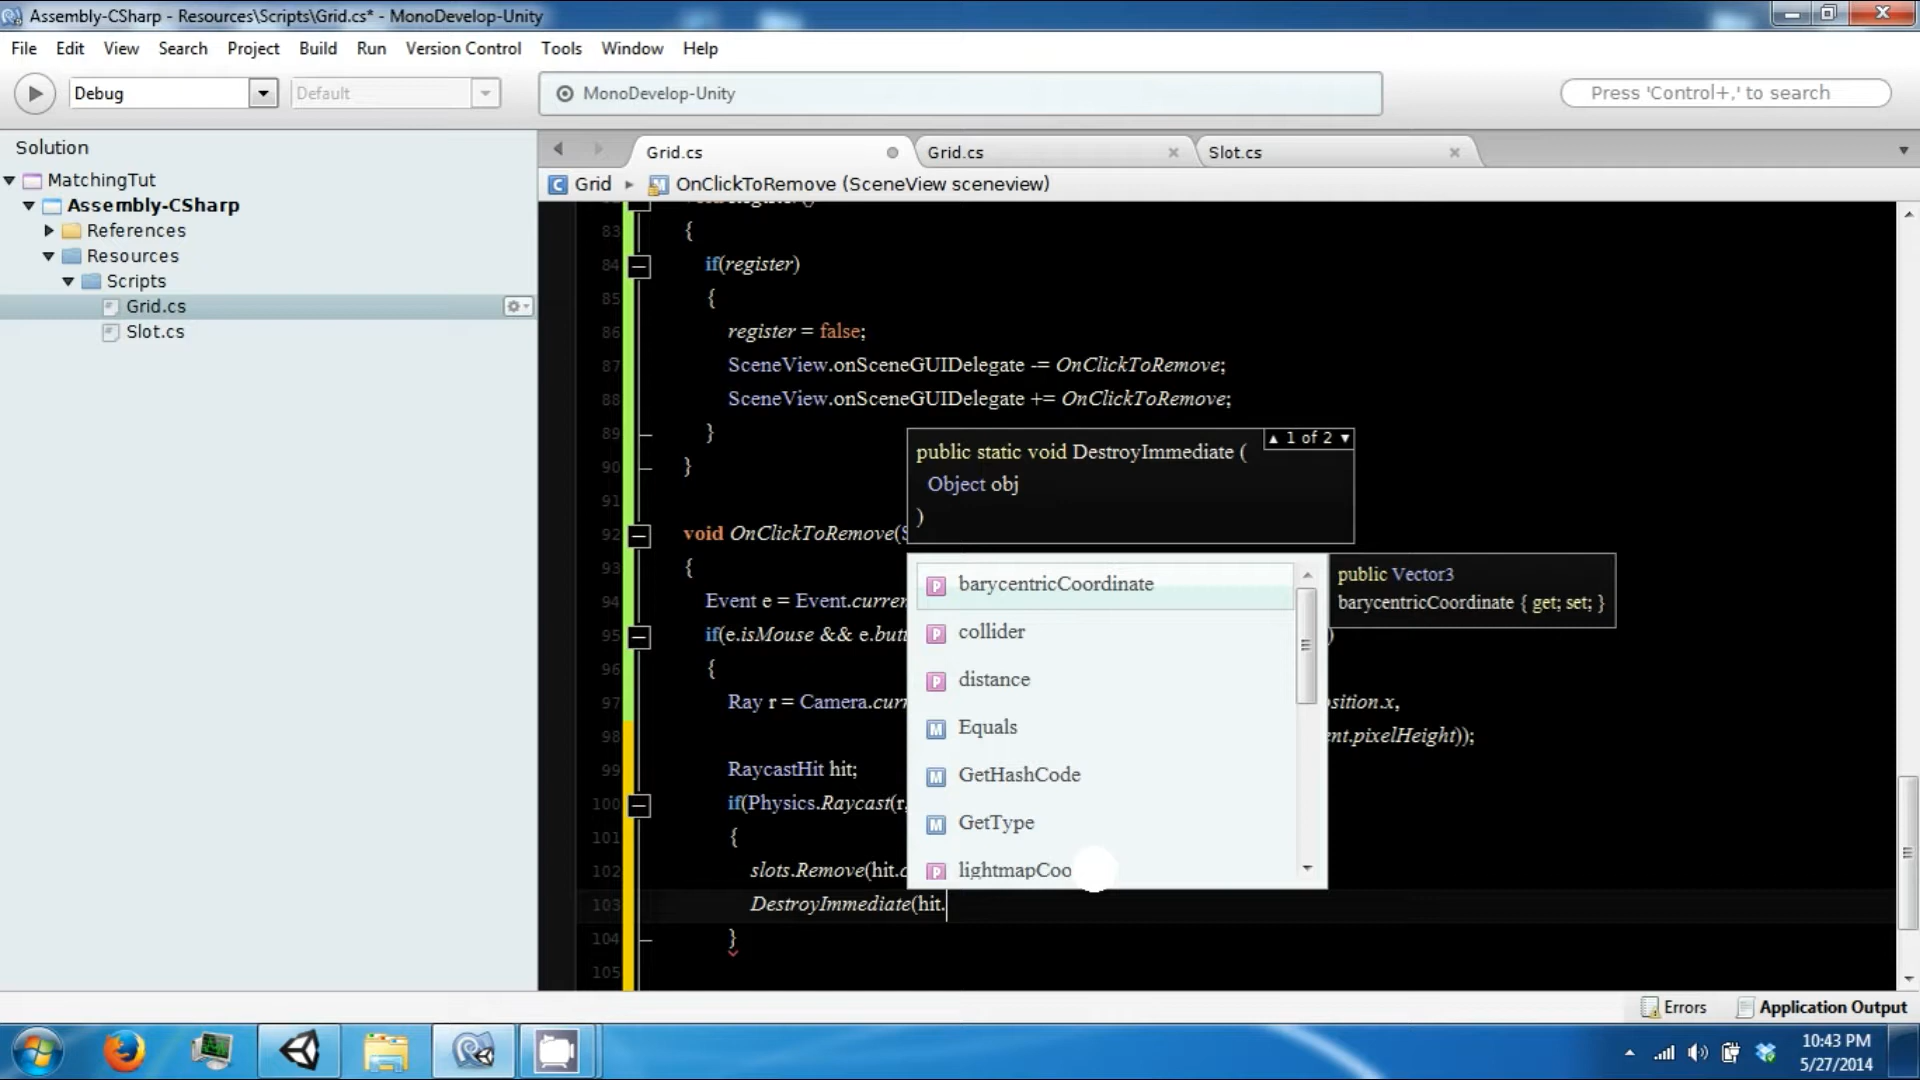 Assembly-CSharp - Resources\Scripts\Grid.cs* - MonoDevelop-Unity
File Edit View Search Project Build Run Version Control Tools Window Help
Debug
Default
MonoDevelop-Unity
Press 'Control+,' to search
Solution
MatchingTut
Assembly-CSharp
References
Resources
Scripts
Grid.cs
Slot.cs
Grid.cs
Grid.cs
Slot.cs
Grid
OnClickToRemove (SceneView sceneview)
83 {
84 if(register)
85 {
86 register = false;
87 SceneView.onSceneGUIDelegate -= OnClickToRemove;
88 SceneView.onSceneGUIDelegate += OnClickToRemove;
89 }
90 }
91
92 void OnClickToRemove(
93 {
94 Event e = Event.curren
95 if(e.isMouse && e.butt )
96 {
97 Ray r = Camera.curr sition.x,
98 nt.pixelHeight));
99 RaycastHit hit;
100 if(Physics.Raycast(r,
101 {
102 slots.Remove(hit.c
103 DestroyImmediate(hit.
104 }
105
public static void DestroyImmediate (
Object obj
)
▲ 1 of 2 ▼
barycentricCoordinate
collider
distance
Equals
GetHashCode
GetType
lightmapCoo
public Vector3
barycentricCoordinate { get; set; }
Errors
Application Output
10:43 PM
5/27/2014